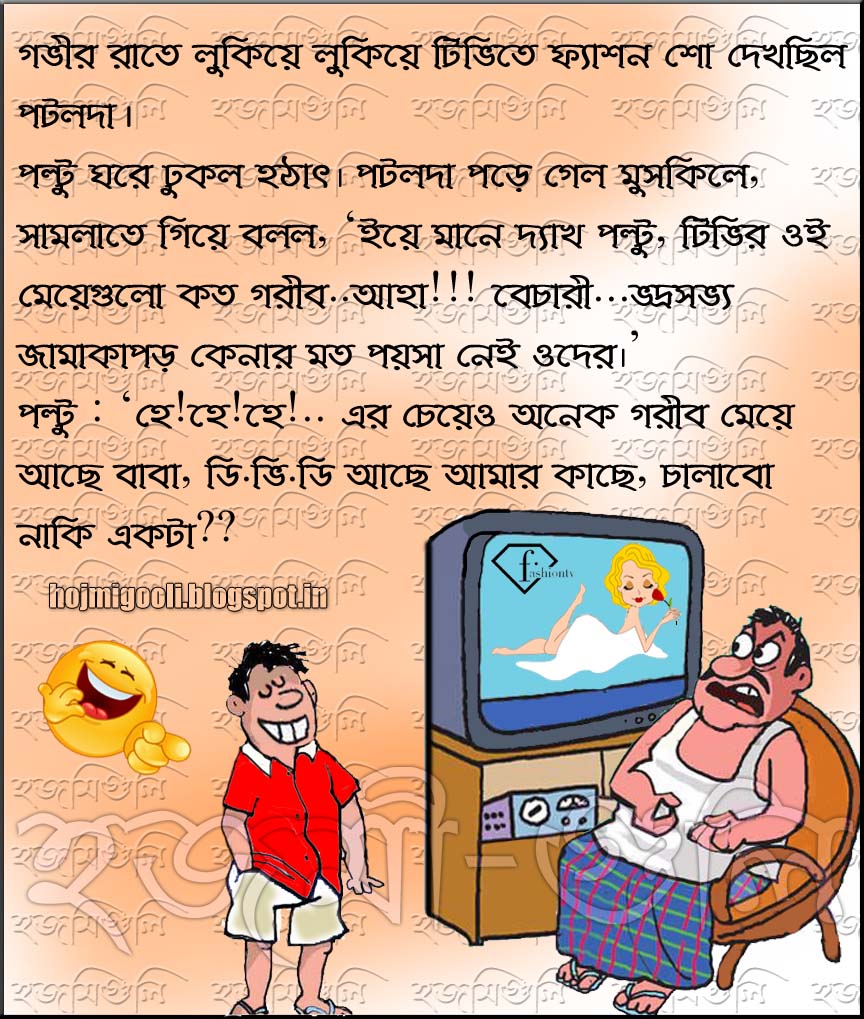 গভীর রাতে লুকিয়ে লুকিয়ে টিভিতে ফ্যাশন শো দেখছিল
পটলদা।
পল্টু ঘরে ঢুকল হঠাৎ। পটলদা পড়ে গেল মুসকিলে,
সামলাতে গিয়ে বলল, ‘ইয়ে মানে দ্যাখ পল্টু, টিভির ওই
মেয়েগুলো কত গরীব..আহা!!! বেচারী...ভদ্রসভ্য
জামাকাপড় কেনার মত পয়সা নেই ওদের।’
পল্টু : ‘হে!হে!হে!.. এর চেয়েও অনেক গরীব মেয়ে
আছে বাবা, ডি.ভি.ডি আছে আমার কাছে, চালাবো
নাকি একটা??
hojmigooli.blogspot.in
fashiontv
হজমী-গুলি